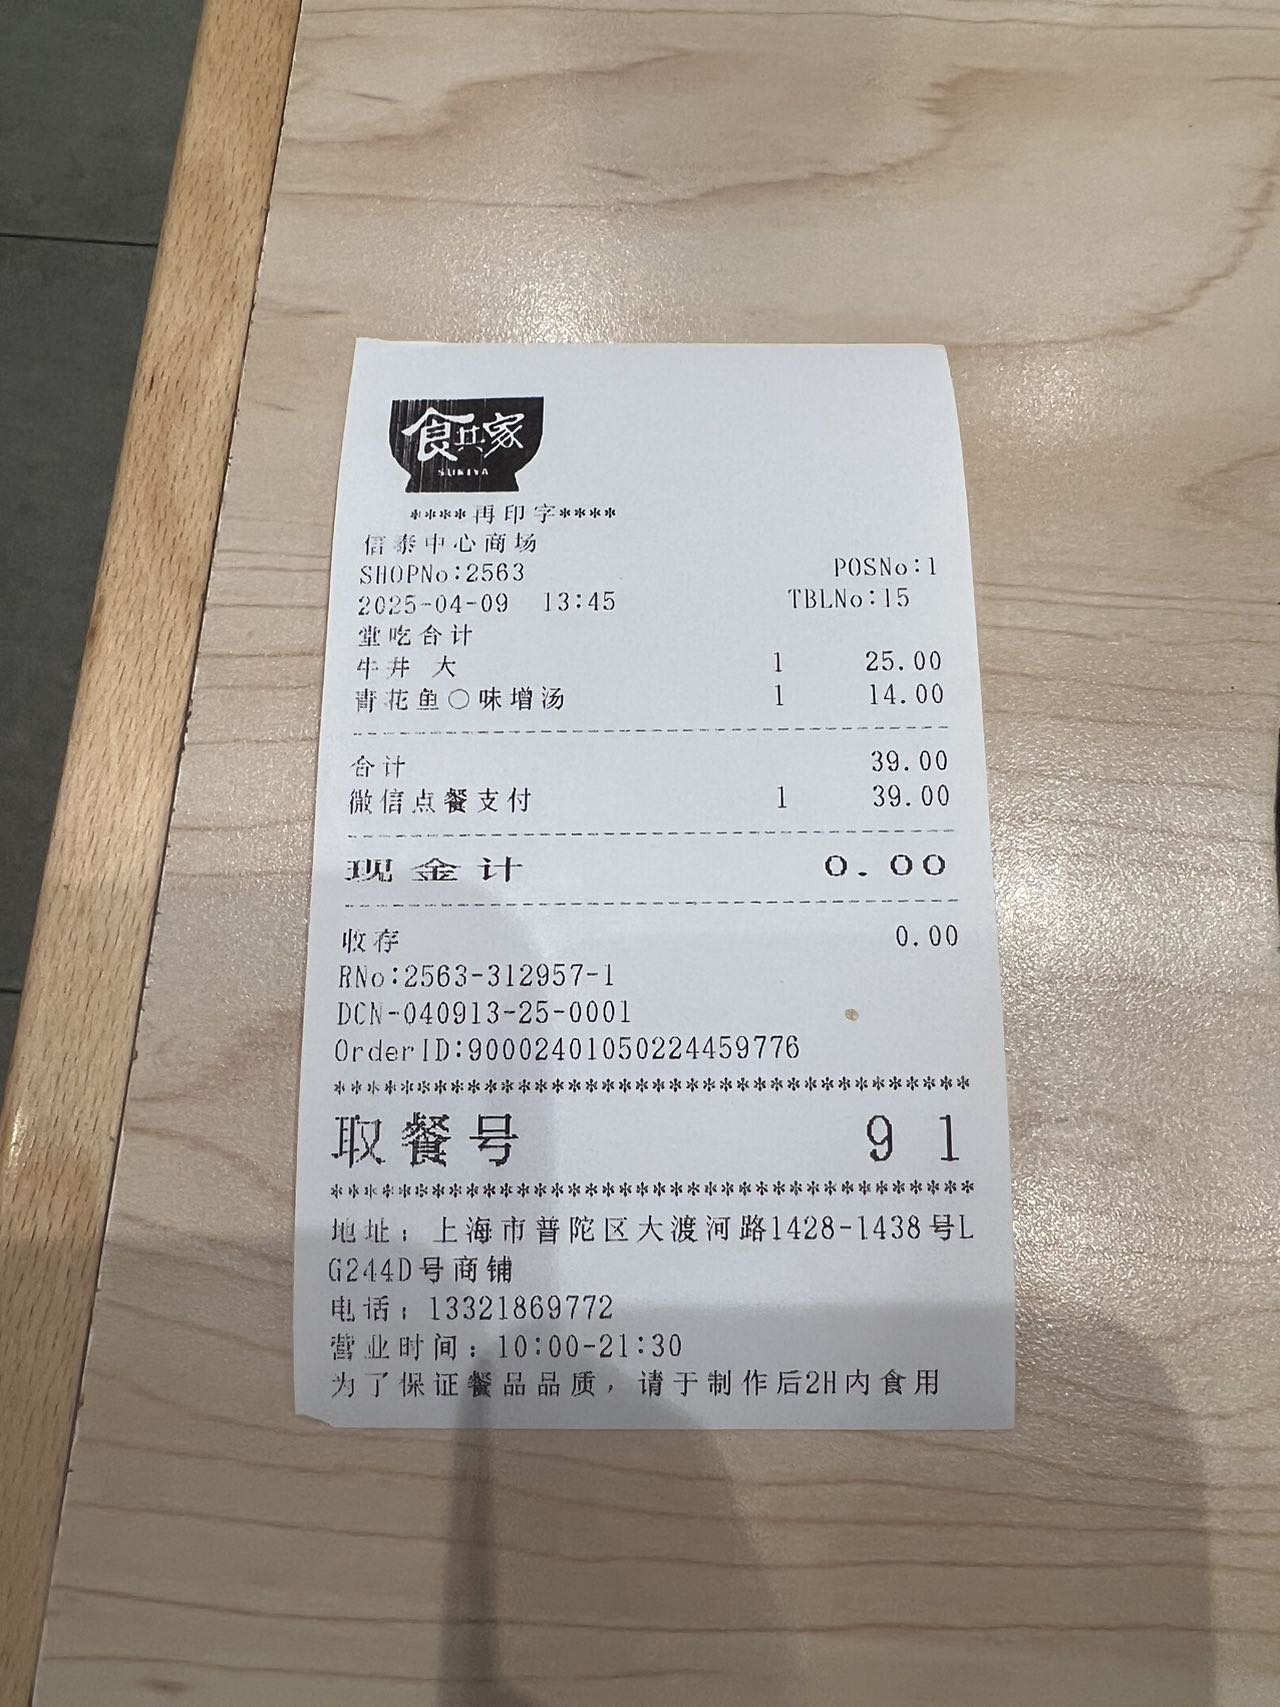 食其家
SUKIYA
****再印字****
信泰中心商场
SHOPNo:2563 POSNo:1
2025-04-09 13:45 TBLNo:15
堂吃合计
牛丼 大 1 25.00
青花鱼○味增汤 1 14.00
合计 39.00
微信点餐支付 1 39.00
现金计 0.00
收存 0.00
RNo:2563-312957-1
DCN-040913-25-0001
OrderID:90002401050224459776
**************************************
取餐号 91
**************************************
地址：上海市普陀区大渡河路1428-1438号L
G244D号商铺
电话：13321869772
营业时间：10:00-21:30
为了保证餐品品质，请于制作后2H内食用